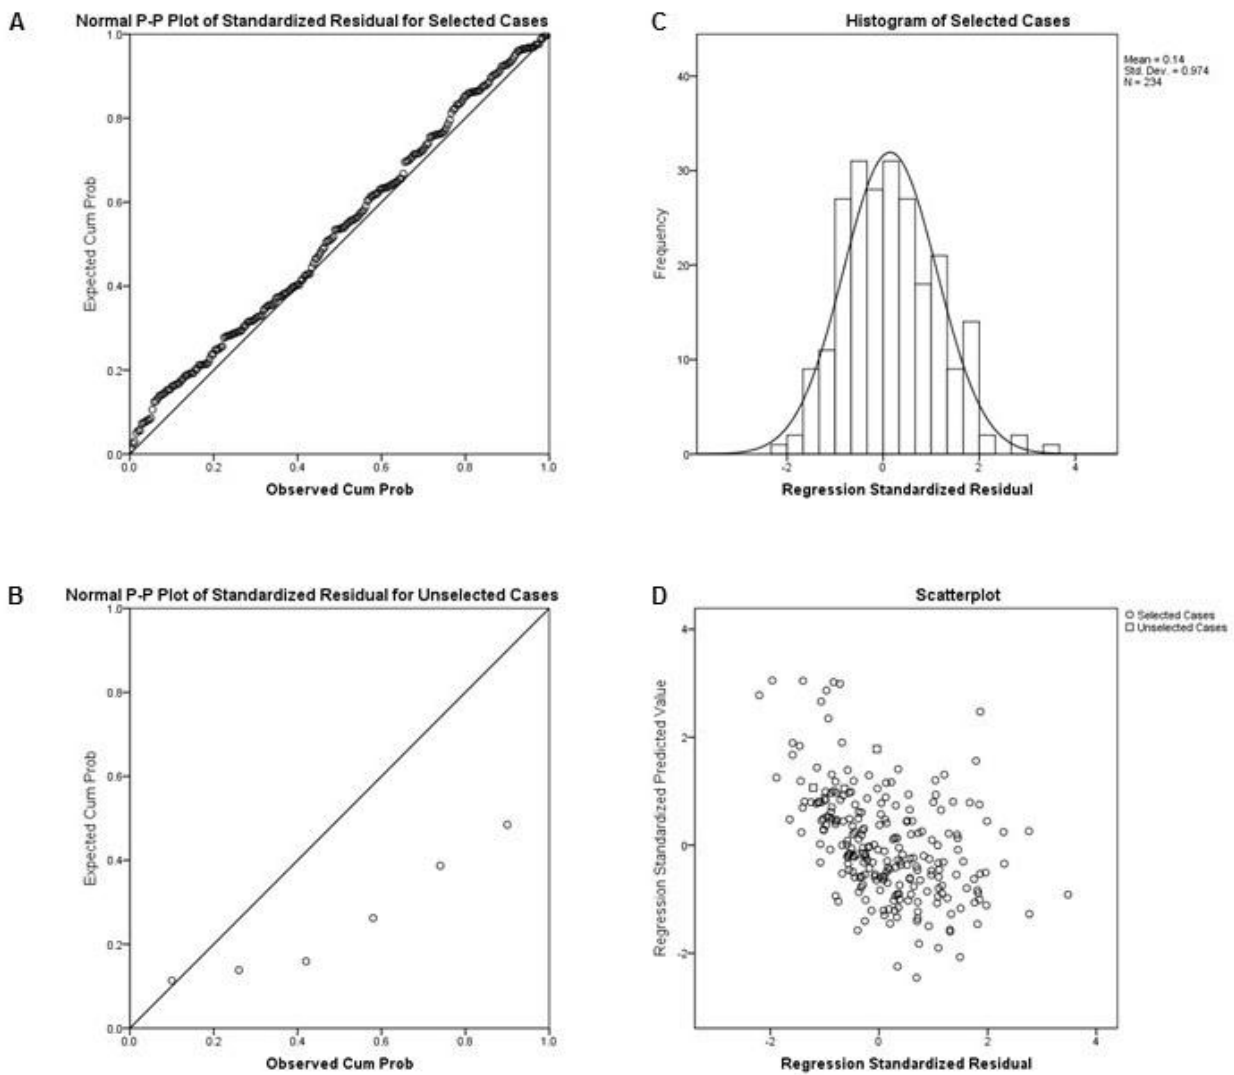 A
Normal P-P Plot of Standardized Residual for Selected Cases
1.0
0.8
0.6
0.4
0.2
0.0
Expected Cum Prob
0.0 0.2 0.4 0.6 0.8 1.0
Observed Cum Prob
C
Histogram of Selected Cases
Mean = 0.14
Std. Dev. = 0.974
N = 234
40
30
20
10
0
Frequency
-2 0 2 4
Regression Standardized Residual
B
Normal P-P Plot of Standardized Residual for Unselected Cases
1.0
0.8
0.6
0.4
0.2
0.0
Expected Cum Prob
0.0 0.2 0.4 0.6 0.8 1.0
Observed Cum Prob
D
Scatterplot
Selected Cases
Unselected Cases
4
2
0
-2
Regression Standardized Predicted Value
-2 0 2 4
Regression Standardized Residual